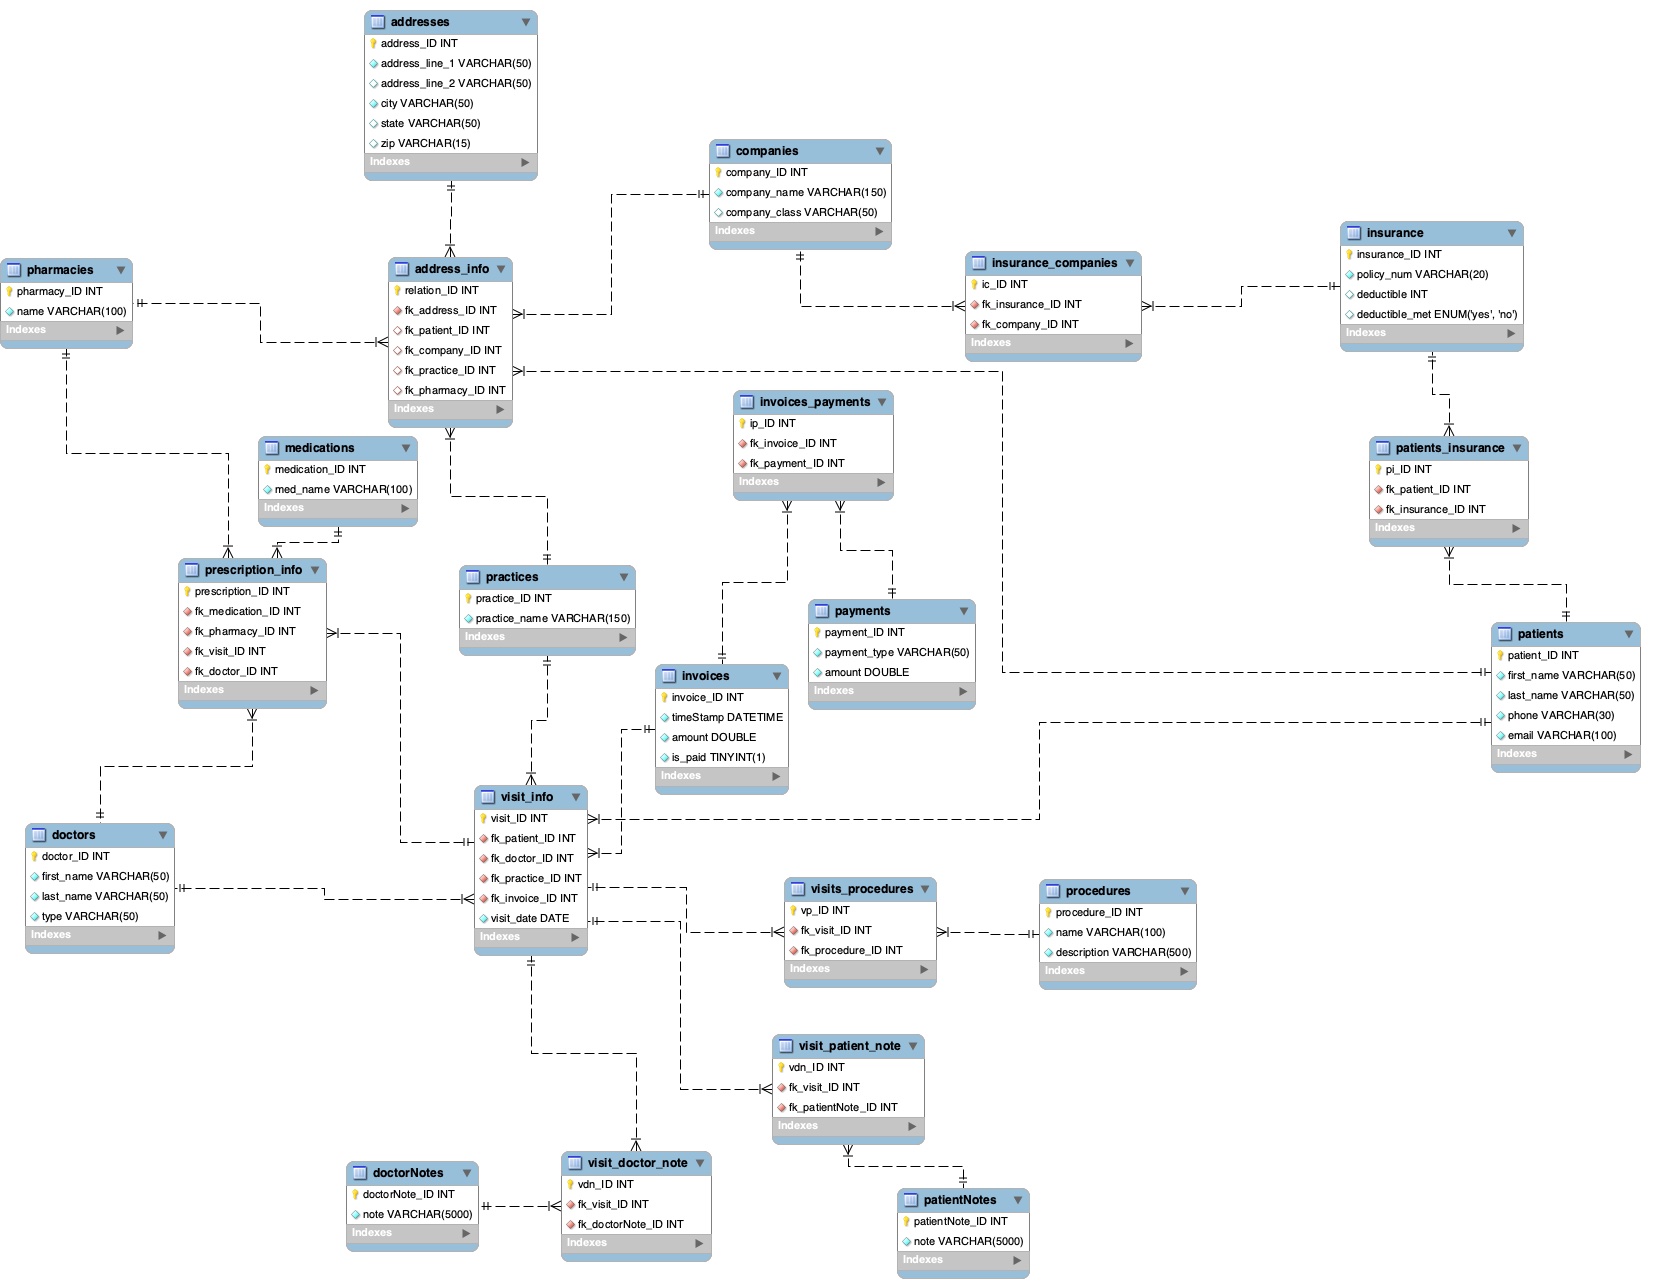 addresses
address_ID INT
address_line_1 VARCHAR(50)
address_line_2 VARCHAR(50)
city VARCHAR(50)
state VARCHAR(50)
zip VARCHAR(15)
Indexes
companies
company_ID INT
company_name VARCHAR(150)
company_class VARCHAR(50)
Indexes
insurance
insurance_ID INT
policy_num VARCHAR(20)
deductible INT
deductible_met ENUM('yes', 'no')
Indexes
insurance_companies
ic_ID INT
fk_insurance_ID INT
fk_company_ID INT
Indexes
pharmacies
pharmacy_ID INT
name VARCHAR(100)
Indexes
address_info
relation_ID INT
fk_address_ID INT
fk_patient_ID INT
fk_company_ID INT
fk_practice_ID INT
fk_pharmacy_ID INT
Indexes
invoices_payments
ip_ID INT
fk_invoice_ID INT
fk_payment_ID INT
Indexes
medications
medication_ID INT
med_name VARCHAR(100)
Indexes
patients_insurance
pi_ID INT
fk_patient_ID INT
fk_insurance_ID INT
Indexes
prescription_info
prescription_ID INT
fk_medication_ID INT
fk_pharmacy_ID INT
fk_visit_ID INT
fk_doctor_ID INT
Indexes
practices
practice_ID INT
practice_name VARCHAR(150)
Indexes
payments
payment_ID INT
payment_type VARCHAR(50)
amount DOUBLE
Indexes
patients
patient_ID INT
first_name VARCHAR(50)
last_name VARCHAR(50)
phone VARCHAR(30)
email VARCHAR(100)
Indexes
invoices
invoice_ID INT
timeStamp DATETIME
amount DOUBLE
is_paid TINYINT(1)
Indexes
visit_info
visit_ID INT
fk_patient_ID INT
fk_doctor_ID INT
fk_practice_ID INT
fk_invoice_ID INT
visit_date DATE
Indexes
doctors
doctor_ID INT
first_name VARCHAR(50)
last_name VARCHAR(50)
type VARCHAR(50)
Indexes
visits_procedures
vp_ID INT
fk_visit_ID INT
fk_procedure_ID INT
Indexes
procedures
procedure_ID INT
name VARCHAR(100)
description VARCHAR(500)
Indexes
visit_patient_note
vdn_ID INT
fk_visit_ID INT
fk_patientNote_ID INT
Indexes
doctorNotes
doctorNote_ID INT
note VARCHAR(5000)
Indexes
visit_doctor_note
vdn_ID INT
fk_visit_ID INT
fk_doctorNote_ID INT
Indexes
patientNotes
patientNote_ID INT
note VARCHAR(5000)
Indexes